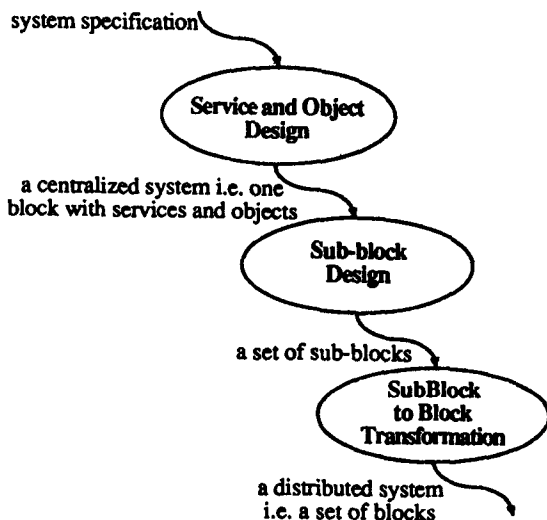 system specification
Service and Object
Design
a centralized system i.e. one
block with services and objects
Sub-block
Design
a set of sub-blocks
SubBlock
to Block
Transformation
a distributed system
i.e. a set of blocks